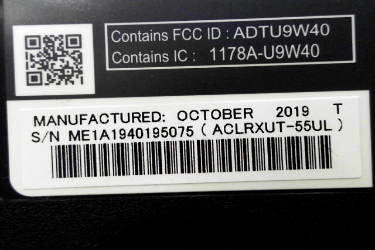 Contains FCC ID : ADTU9W40
Contains IC : 1178A-U9W40
MANUFACTURED: OCTOBER 2019 T
S/N ME1A1940195075 ( ACLRXUT-55UL )